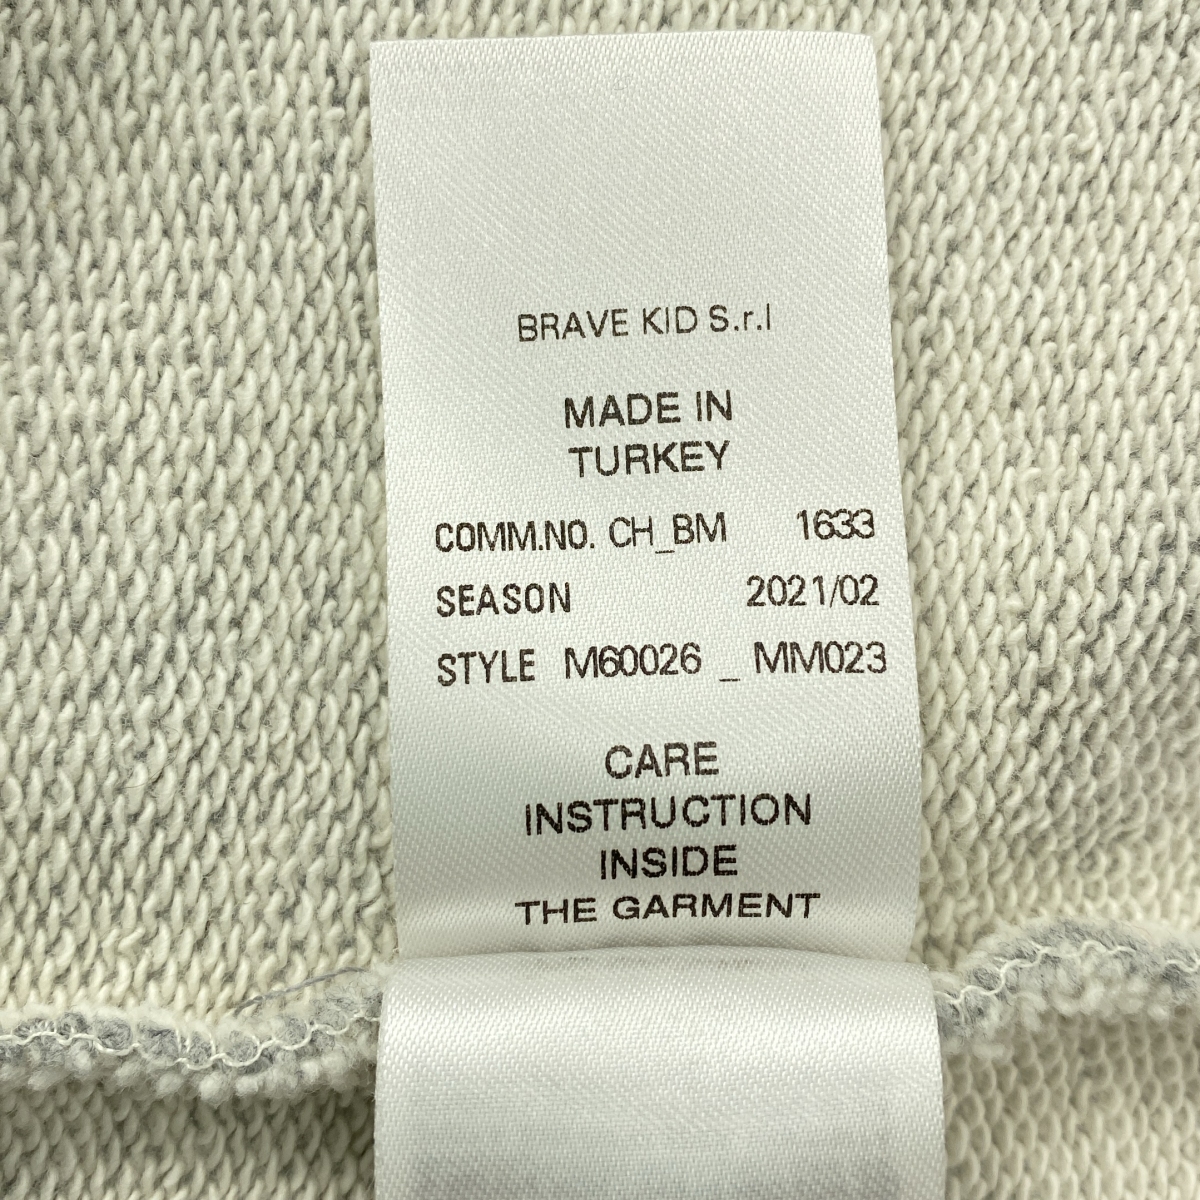 BRAVE KID S.r.l
MADE IN
TURKEY
COMM.NO. CH_BM 1633
SEASON 2021/02
STYLE M60026 _ MM023
CARE
INSTRUCTION
INSIDE
THE GARMENT